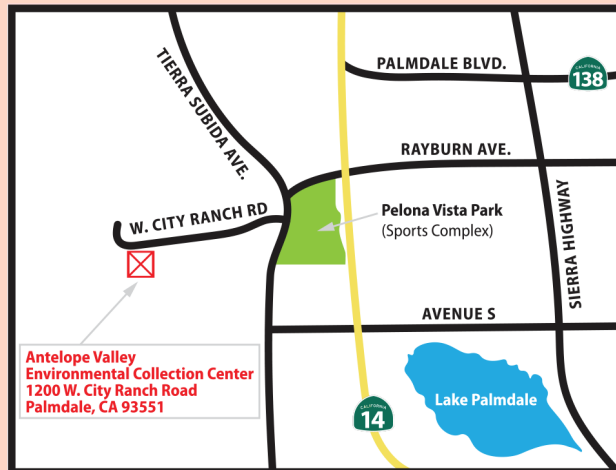 TIERRA SUBIDA AVE.
PALMDALE BLVD.
CALIFORNIA
138
RAYBURN AVE.
W. CITY RANCH RD
Pelona Vista Park
(Sports Complex)
SIERRA HIGHWAY
AVENUE S
Antelope Valley
Environmental Collection Center
1200 W. City Ranch Road
Palmdale, CA 93551
CALIFORNIA
14
Lake Palmdale